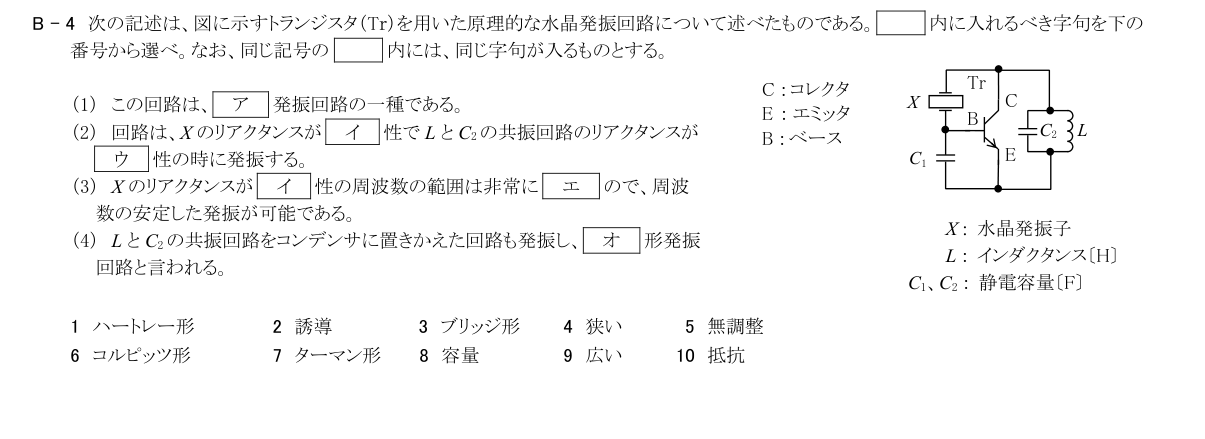 B－4 次の記述は、図に示すトランジスタ(Tr)を用いた原理的な水晶発振回路について述べたものである。 内に入れるべき字句を下の
番号から選べ。なお、同じ記号の 内には、同じ字句が入るものとする。
(1) この回路は、 ア 発振回路の一種である。
(2) 回路は、Xのリアクタンスが イ 性でLとC₂の共振回路のリアクタンスが
ウ 性の時に発振する。
(3) Xのリアクタンスが イ 性の周波数の範囲は非常に エ ので、周波
数の安定した発振が可能である。
(4) LとC₂の共振回路をコンデンサに置きかえた回路も発振し、 オ 形発振
回路と言われる。
C：コレクタ
E：エミッタ
B：ベース
Tr
X
C
B
C₂
L
C₁
E
X： 水晶発振子
L： インダクタンス〔H〕
C₁、C₂： 静電容量〔F〕
1 ハートレー形 2 誘導 3 ブリッジ形 4 狭い 5 無調整
6 コルピッツ形 7 ターマン形 8 容量 9 広い 10 抵抗